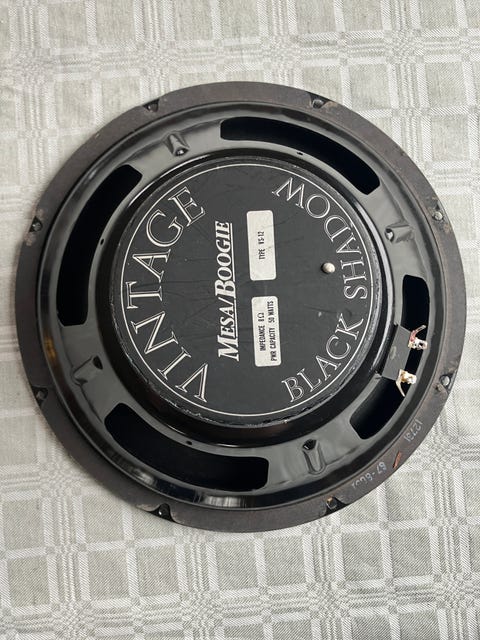 VINTAGE
MESA/BOOGIE
TYPE VS-12
IMPEDANCE 8Ω
PWR CAPACITY 50 WATTS
BLACK SHADOW